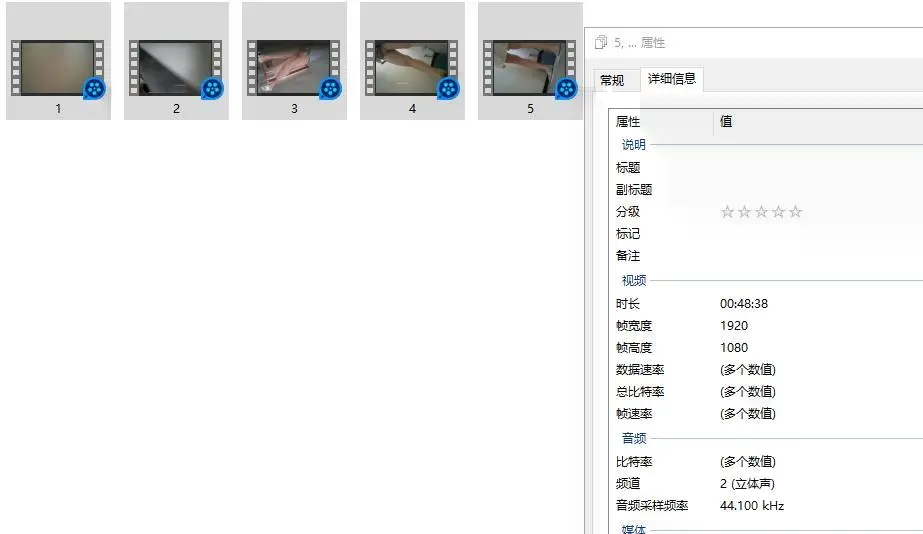 1
2
3
4
5
5, ... 属性
常规
详细信息
属性 值
说明
标题
副标题
分级 ☆☆☆☆☆
标记
备注
视频
时长 00:48:38
帧宽度 1920
帧高度 1080
数据速率 (多个数值)
总比特率 (多个数值)
帧速率 (多个数值)
音频
比特率 (多个数值)
频道 2 (立体声)
音频采样频率 44.100 kHz
媒体